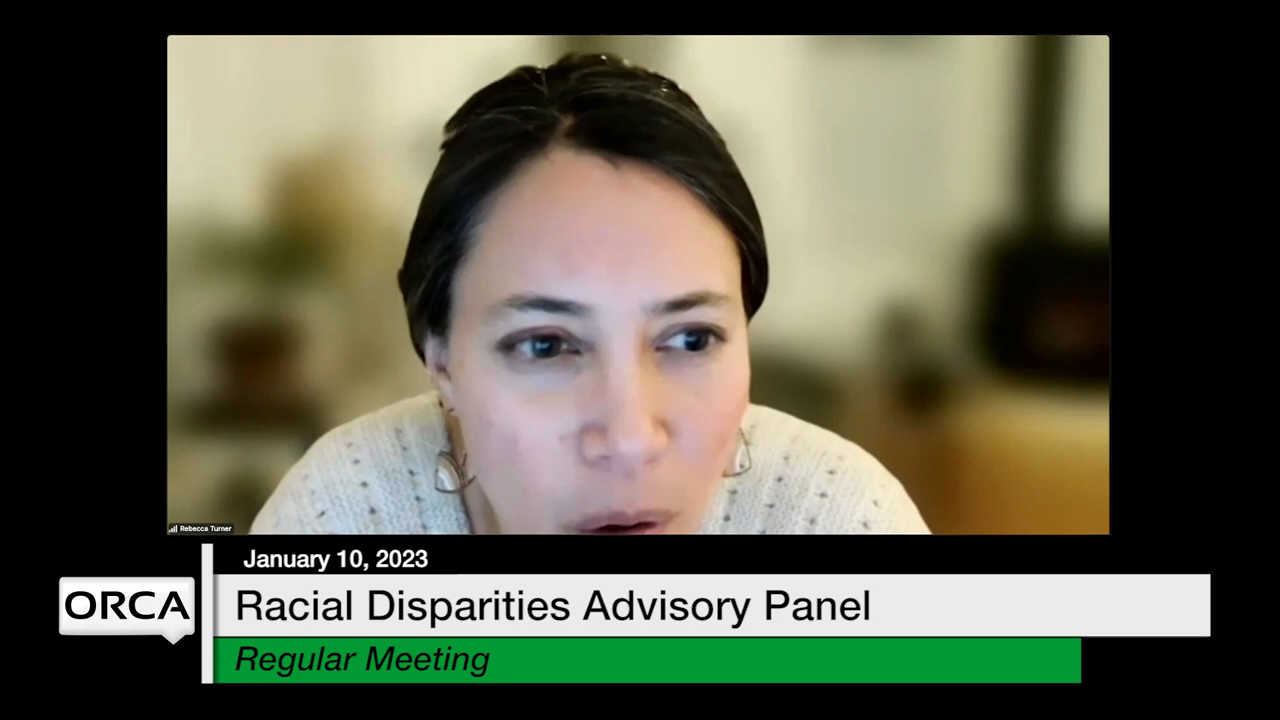 Rebecca Turner
January 10, 2023
ORCA
Racial Disparities Advisory Panel
Regular Meeting